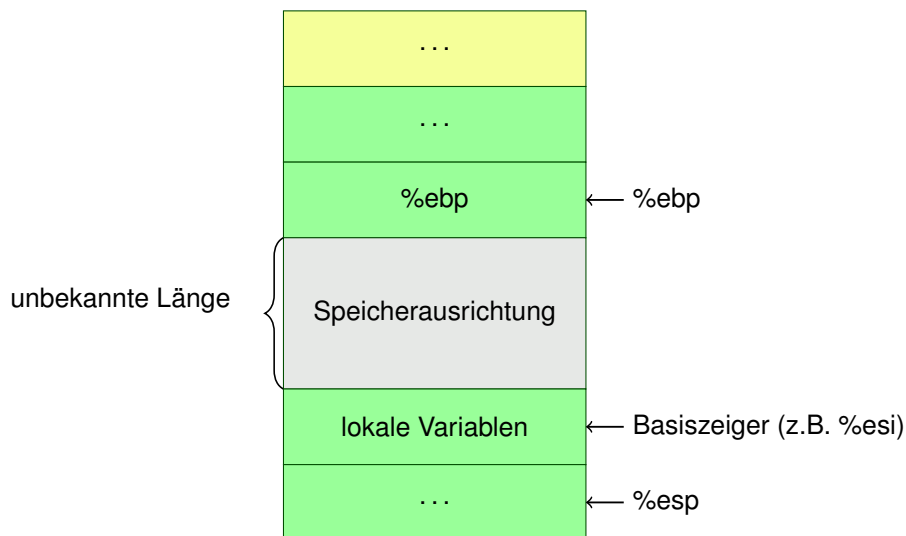 . . .
. . .
%ebp
%ebp
unbekannte Länge
Speicherausrichtung
lokale Variablen
Basiszeiger (z.B. %esi)
. . .
%esp